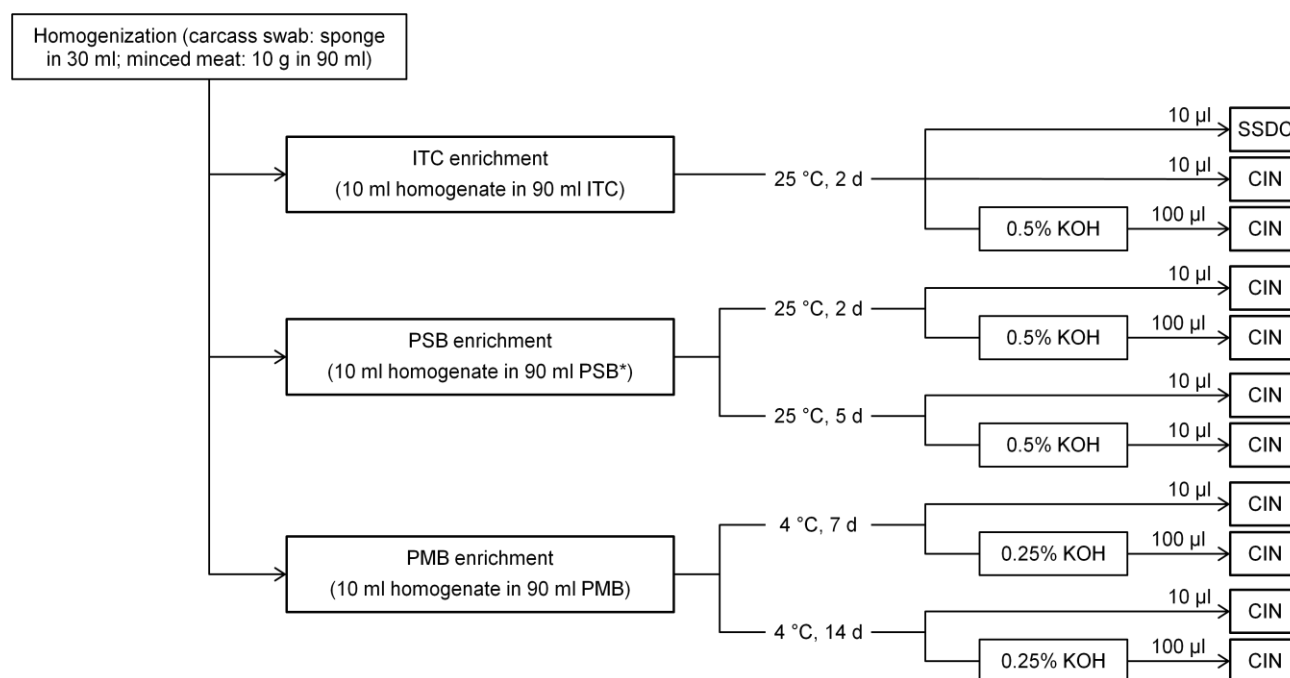 Homogenization (carcass swab: sponge
in 30 ml; minced meat: 10 g in 90 ml)
ITC enrichment
(10 ml homogenate in 90 ml ITC)
25 °C, 2 d
10 µl
SSDC
10 µl
CIN
0.5% KOH
100 µl
CIN
PSB enrichment
(10 ml homogenate in 90 ml PSB*)
25 °C, 2 d
10 µl
CIN
0.5% KOH
100 µl
CIN
25 °C, 5 d
10 µl
CIN
0.5% KOH
10 µl
CIN
PMB enrichment
(10 ml homogenate in 90 ml PMB)
4 °C, 7 d
10 µl
CIN
0.25% KOH
100 µl
CIN
4 °C, 14 d
10 µl
CIN
0.25% KOH
100 µl
CIN